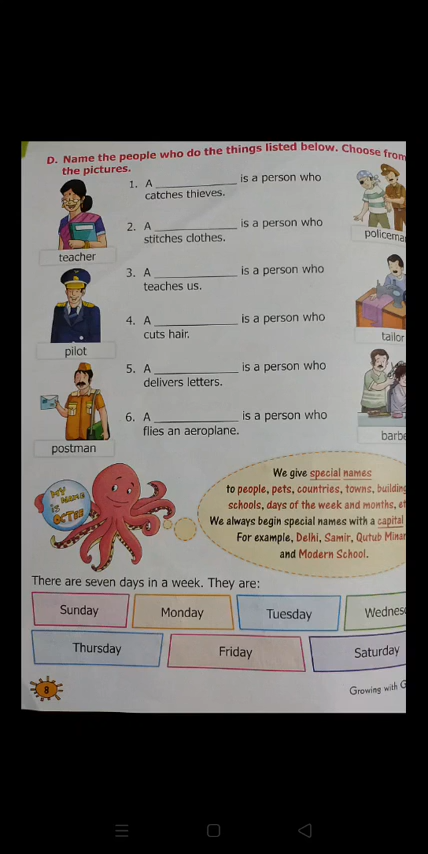 D. Name the people who do the things listed below. Choose from
the pictures.
1. A ____________ is a person who
catches thieves.
2. A ____________ is a person who
stitches clothes.
3. A ____________ is a person who
teaches us.
4. A ____________ is a person who
cuts hair.
5. A ____________ is a person who
delivers letters.
6. A ____________ is a person who
flies an aeroplane.
teacher
pilot
postman
policema
tailor
barbe
MY
NAME
IS
OCTER
We give special names
to people, pets, countries, towns, building
schools, days of the week and months, et
We always begin special names with a capital
For example, Delhi, Samir, Qutub Minar
and Modern School.
There are seven days in a week. They are:
Sunday Monday Tuesday Wednes
Thursday Friday Saturday
8
Growing with G